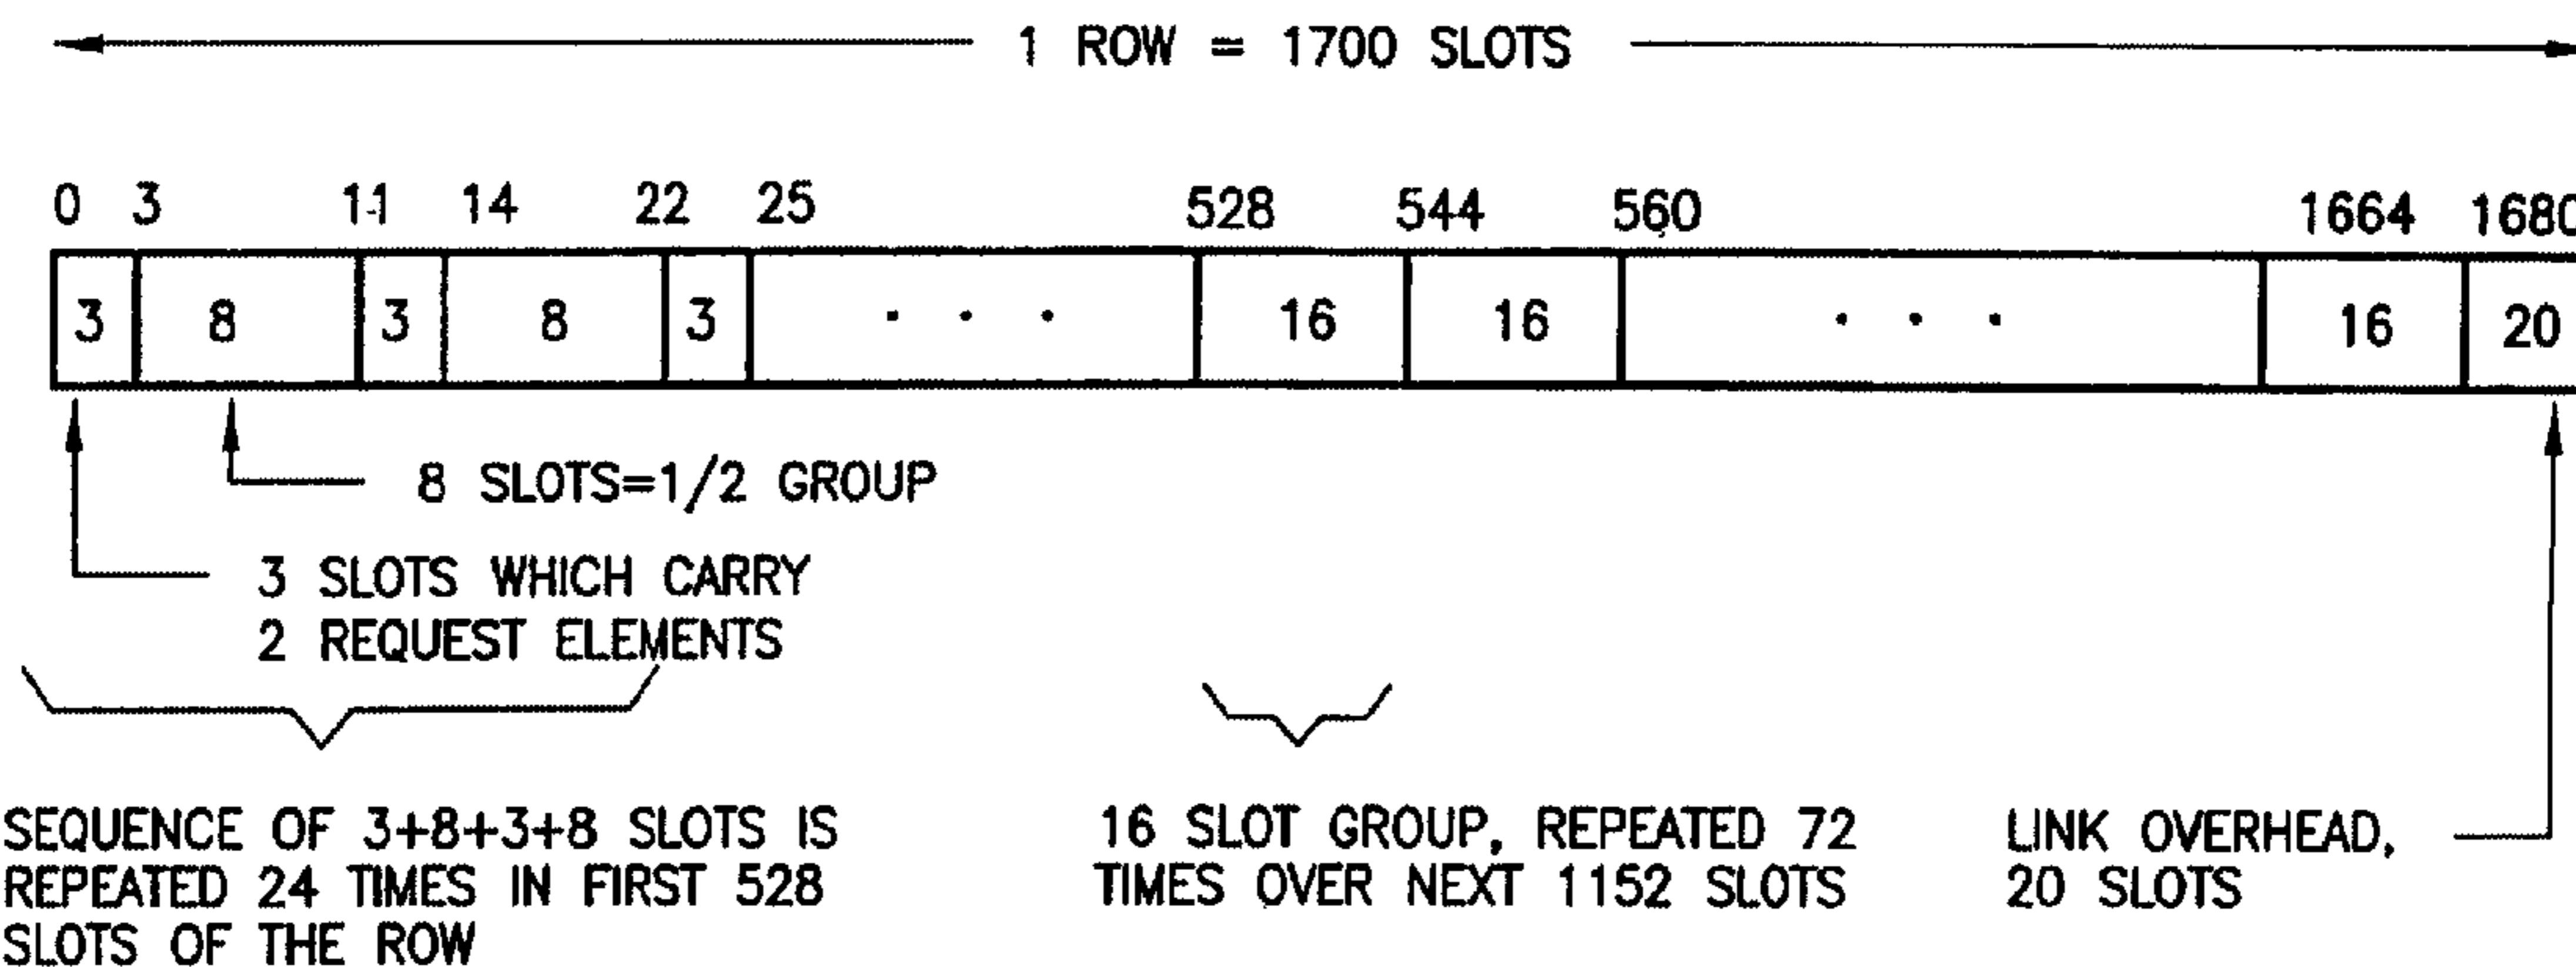 1 ROW = 1700 SLOTS
0 3 11 14 22 25 528 544 560 1664 1680
3 8 3 8 3 . . . 16 16 . . . 16 20
8 SLOTS=1/2 GROUP
3 SLOTS WHICH CARRY
2 REQUEST ELEMENTS
SEQUENCE OF 3+8+3+8 SLOTS IS
REPEATED 24 TIMES IN FIRST 528
SLOTS OF THE ROW
16 SLOT GROUP, REPEATED 72
TIMES OVER NEXT 1152 SLOTS
LINK OVERHEAD,
20 SLOTS